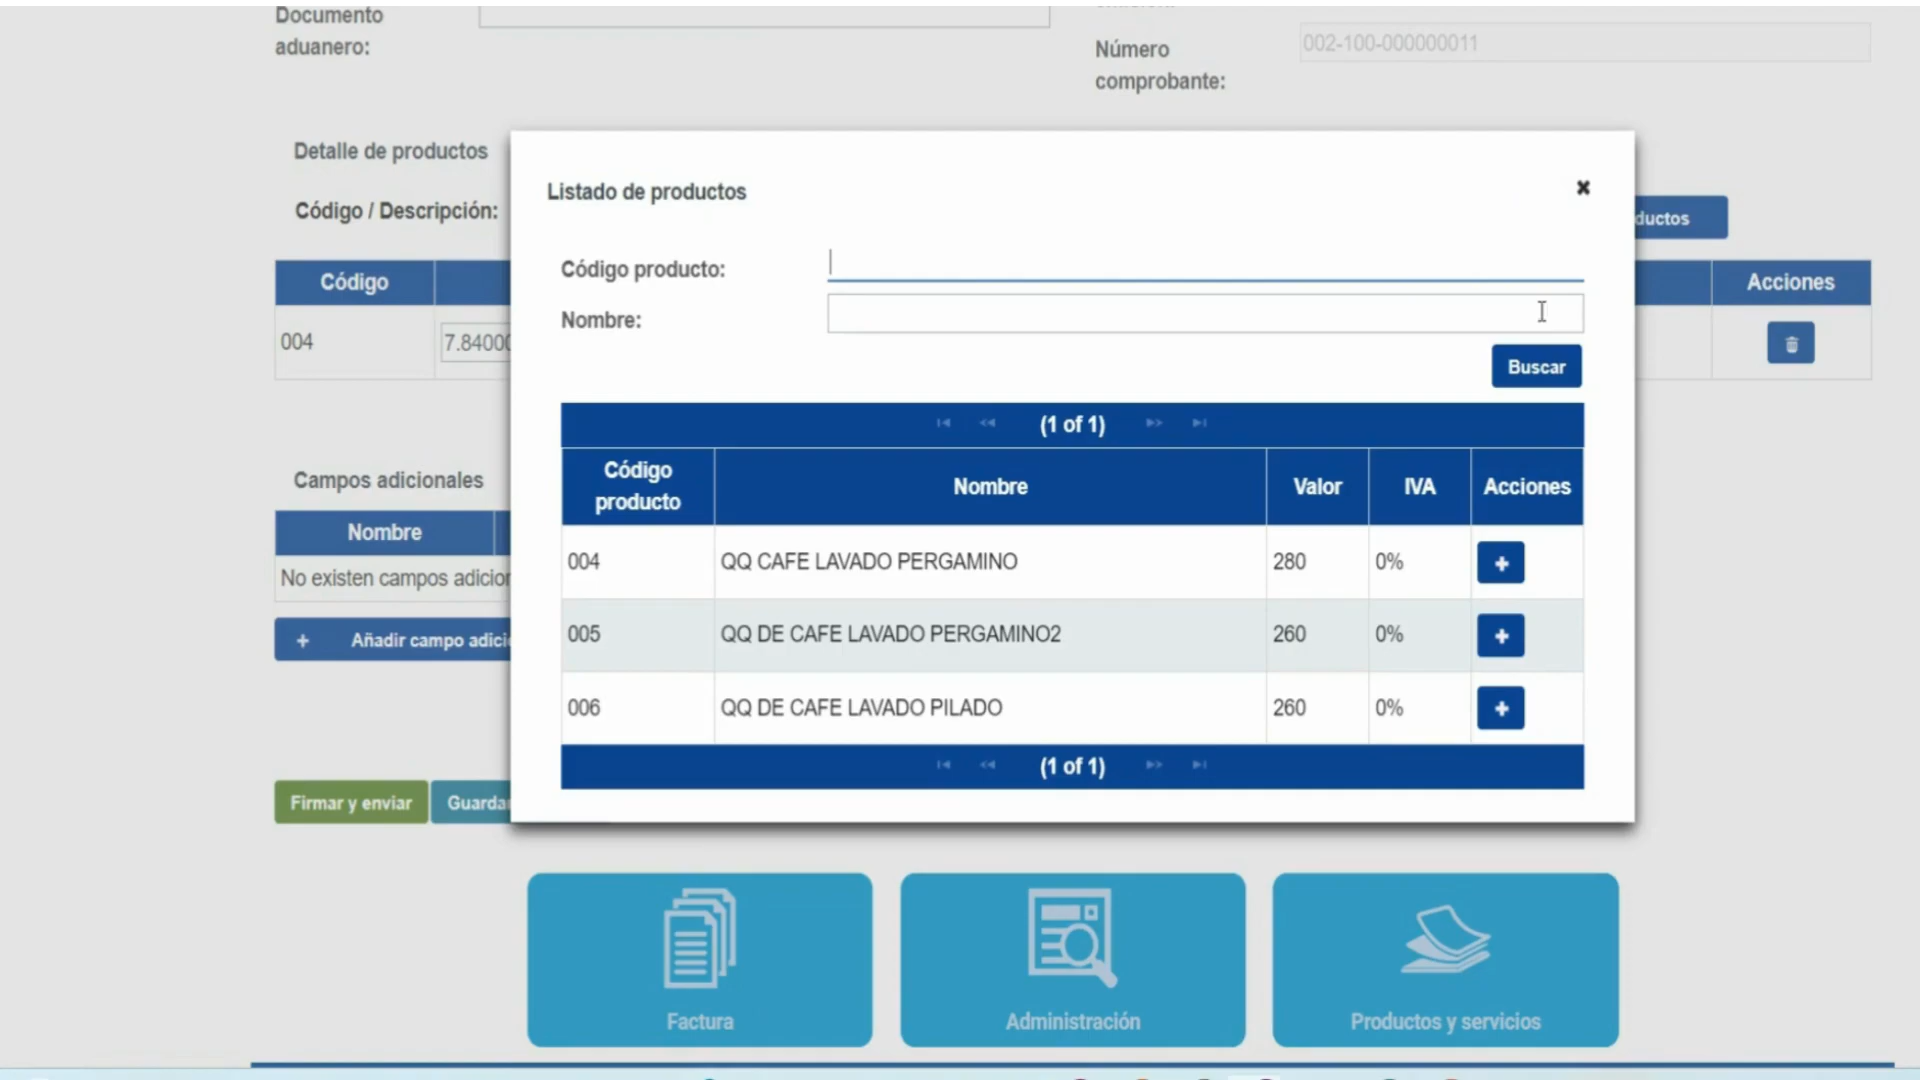 Documento
aduanero:
Número
comprobante:
002-100-000000011
Detalle de productos
Código / Descripción:
ductos
Código
Acciones
004
7.84000
Campos adicionales
Nombre
No existen campos adicion
+ Añadir campo adici
Firmar y enviar
Guardar
Listado de productos
Código producto:
Nombre:
Buscar
(1 of 1)
Código producto Nombre Valor IVA Acciones
004 QQ CAFE LAVADO PERGAMINO 280 0% +
005 QQ DE CAFE LAVADO PERGAMINO2 260 0% +
006 QQ DE CAFE LAVADO PILADO 260 0% +
(1 of 1)
Factura
Administración
Productos y servicios